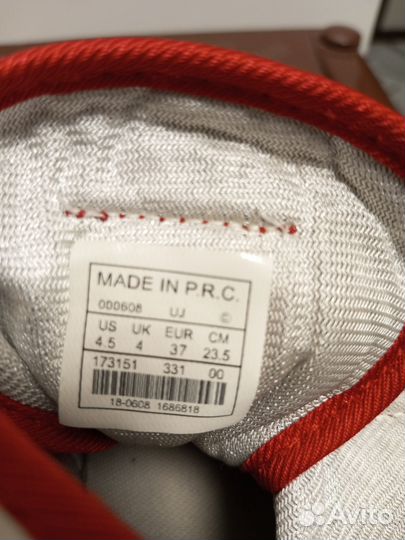 MADE IN P.R.C.
000608 UJ ©
US UK EUR CM
4.5 4 37 23.5
173151 331 00
18-0608 1686818
Avito